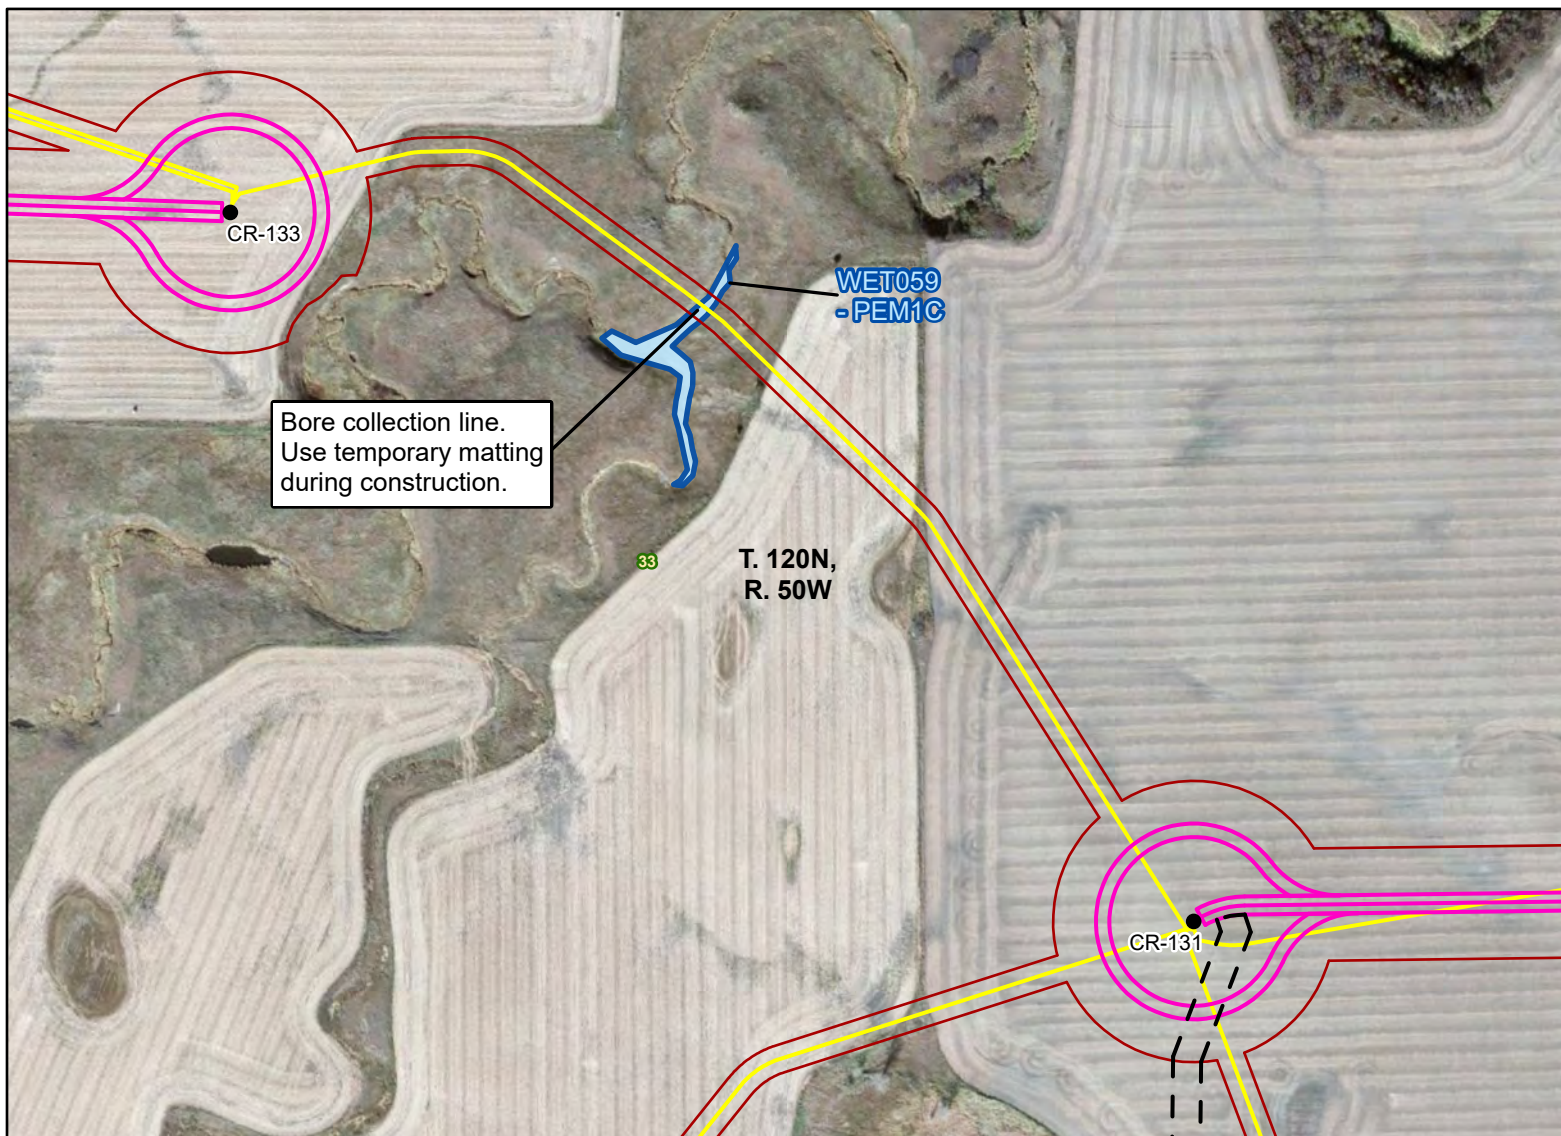 CR-133
WET059
- PEM1C
Bore collection line.
Use temporary matting
during construction.
33
T. 120N,
R. 50W
CR-131